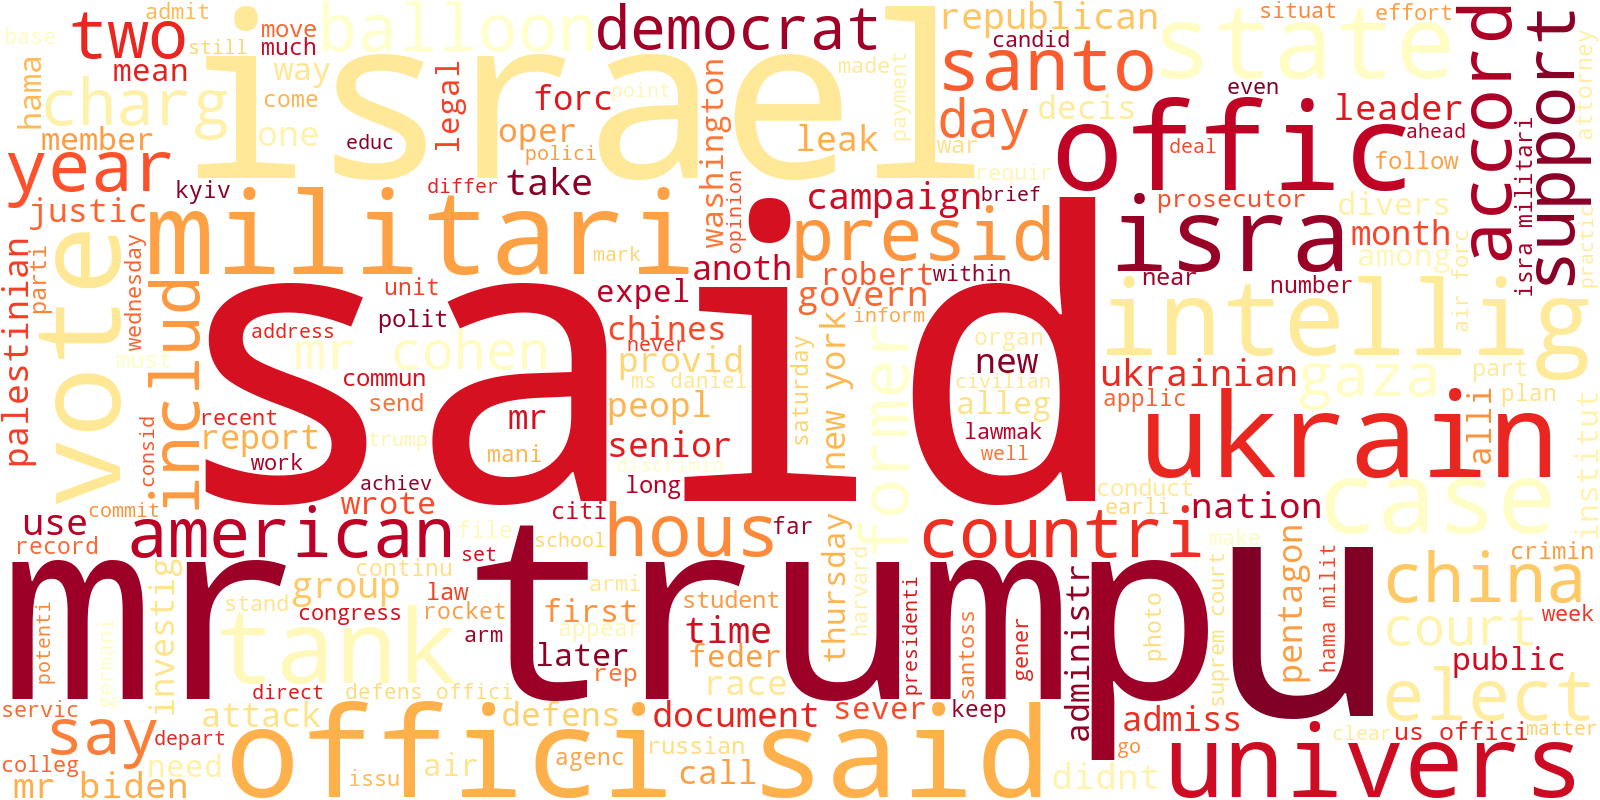 admit
base
two
still
move
much
mean
balloon
israel
democrat
republican
candid
situat
effort
state
accord
support
attorney
hama
charg
way
come
one
member
educ
legal
point
forc
oper
polici
made
payment
leak
washington
war
santo
day
decis
even
leader
ahead
offic
deal
follow
year
kyiv
differ
take
requir
brief
campaign
prosecutor
divers
month
isra militari
justic
militari
mark
opinion
presid
isra
among
air forc
practic
palestinian
parti
vote
wednesday
includ
unit
polit
expel
anoth
robert
within
govern
inform
near
number
intellig
said
address
mr cohen
chines
never
provid
ms daniel
saturday
new york
former
organ
new
civilian
alleg
lawmak
well
ukrainian
applic
gaza
part
plan
must
commun
send
recent
report
trump
work
mr
mani
peopl
senior
discrimin
long
ukrain
alli
institut
consid
achiev
commit
wrote
use
record
american
file
set
citi
school
far
hous
thursday
harvard
countri
conduct
earli
nation
make
case
pentagon
hama milit
crimin
china
week
mr
trump
u
continu
group
stand
congress
law
rocket
arm
first
appear
armi
student
time
later
feder
rep
race
presidenti
santoss
gener
administr
photo
suprem court
court
public
elect
potenti
germani
investig
tank
servic
direct
defens offici
attack
defens
document
sever
keep
admiss
go
us offici
clear
matter
say
depart
colleg
need
mr biden
offici
said
issu
air
agenc
russian
call
didnt
univers